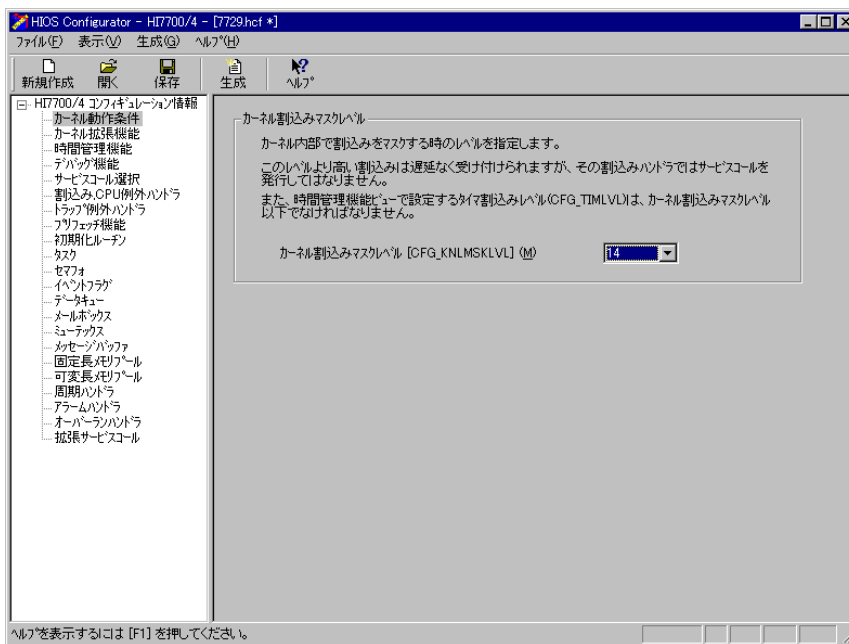 HIOS Configurator - HI7700/4 - [7729.hcf *]
ﾌｧｲﾙ(F) 表示(V) 生成(G) ﾍﾙﾌﾟ(H)
新規作成 開く 保存 生成 ﾍﾙﾌﾟ
HI7700/4 ｺﾝﾌｨｷﾞｭﾚｰｼｮﾝ情報
ｶｰﾈﾙ動作条件
ｶｰﾈﾙ拡張機能
時間管理機能
ﾃﾞﾊﾞｯｸﾞ機能
ｻｰﾋﾞｽｺｰﾙ選択
割込み,CPU例外ﾊﾝﾄﾞﾗ
ﾄﾗｯﾌﾟ例外ﾊﾝﾄﾞﾗ
ﾌﾟﾘﾌｪｯﾁ機能
初期化ﾙｰﾁﾝ
ﾀｽｸ
ｾﾏﾌｫ
ｲﾍﾞﾝﾄﾌﾗｸﾞ
ﾃﾞｰﾀｷｭｰ
ﾒｰﾙﾎﾞｯｸｽ
ﾐｭｰﾃｯｸｽ
ﾒｯｾｰｼﾞﾊﾞｯﾌｧ
固定長ﾒﾓﾘﾌﾟｰﾙ
可変長ﾒﾓﾘﾌﾟｰﾙ
周期ﾊﾝﾄﾞﾗ
ｱﾗｰﾑﾊﾝﾄﾞﾗ
ｵｰﾊﾞｰﾗﾝﾊﾝﾄﾞﾗ
拡張ｻｰﾋﾞｽｺｰﾙ
ｶｰﾈﾙ割込みﾏｽｸﾚﾍﾞﾙ
ｶｰﾈﾙ内部で割込みをﾏｽｸする時のﾚﾍﾞﾙを指定します。
このﾚﾍﾞﾙより高い割込みは遅延なく受け付けられますが、その割込みﾊﾝﾄﾞﾗではｻｰﾋﾞｽｺｰﾙを
発行してはなりません。
また、時間管理機能ﾋﾞｭｰで設定するﾀｲﾏ割込みﾚﾍﾞﾙ(CFG_TIMLVL)は、ｶｰﾈﾙ割込みﾏｽｸﾚﾍﾞﾙ
以下でなければなりません。
ｶｰﾈﾙ割込みﾏｽｸﾚﾍﾞﾙ [CFG_KNLMSKLVL] (M) 14
ﾍﾙﾌﾟを表示するには [F1] を押してください。